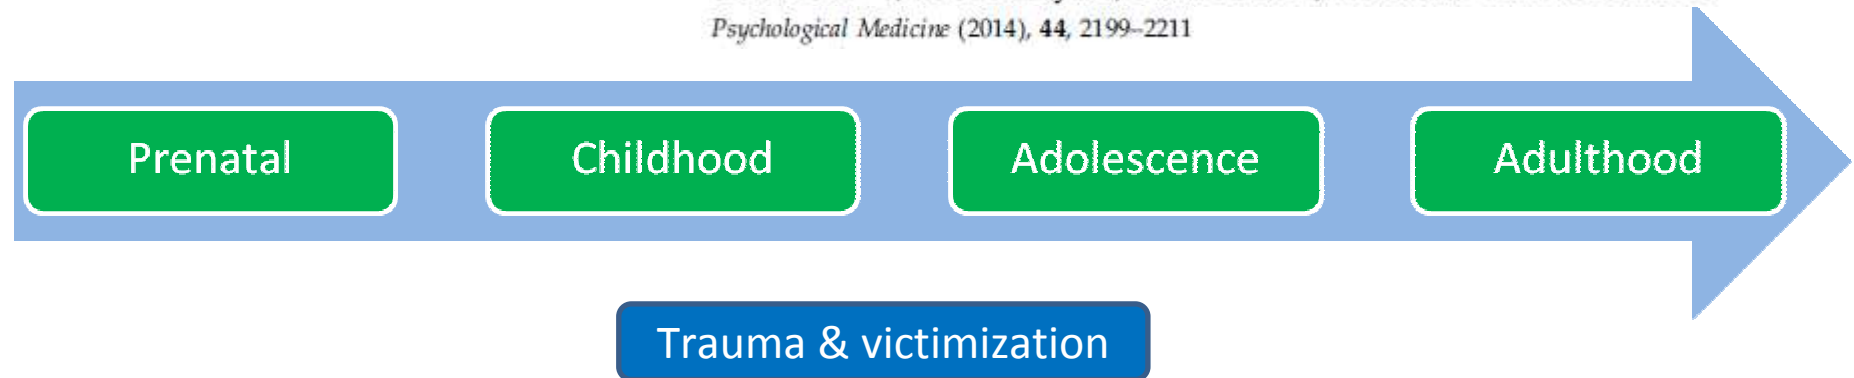 Psychological Medicine (2014), 44, 2199–2211
Prenatal
Childhood
Adolescence
Adulthood
Trauma & victimization